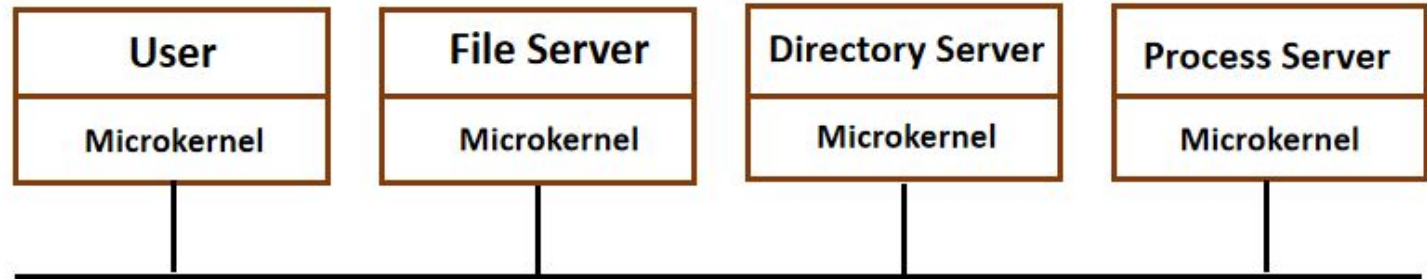 User
File Server
Directory Server
Process Server
Microkernel
Microkernel
Microkernel
Microkernel